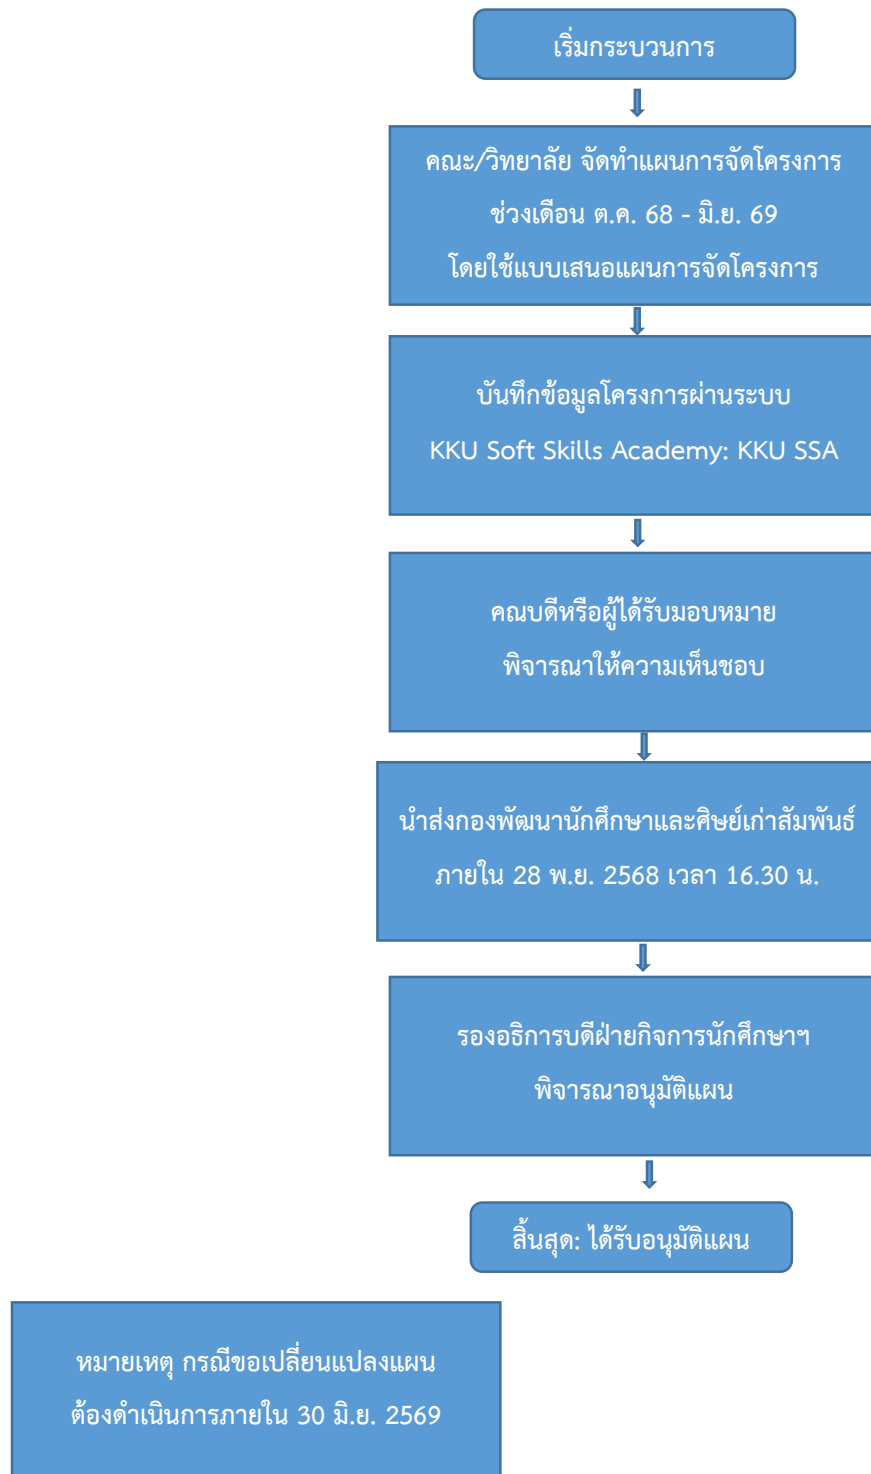 เริ่มกระบวนการ
คณะ/วิทยาลัย จัดทำแผนการจัดโครงการ
ช่วงเดือน ต.ค. 68 - มิ.ย. 69
โดยใช้แบบเสนอแผนการจัดโครงการ
บันทึกข้อมูลโครงการผ่านระบบ
KKU Soft Skills Academy: KKU SSA
คณบดีหรือผู้ได้รับมอบหมาย
พิจารณาให้ความเห็นชอบ
นำส่งกองพัฒนานักศึกษาและศิษย์เก่าสัมพันธ์
ภายใน 28 พ.ย. 2568 เวลา 16.30 น.
รองอธิการบดีฝ่ายกิจการนักศึกษาฯ
พิจารณาอนุมัติแผน
สิ้นสุด: ได้รับอนุมัติแผน
หมายเหตุ กรณีขอเปลี่ยนแปลงแผน
ต้องดำเนินการภายใน 30 มิ.ย. 2569